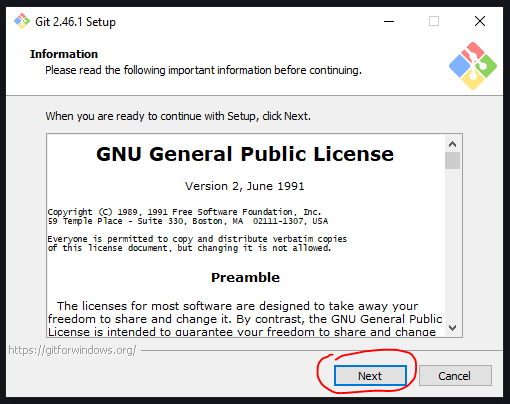 Git 2.46.1 Setup
Information
Please read the following important information before continuing.
When you are ready to continue with Setup, click Next.
GNU General Public License
Version 2, June 1991
Copyright (C) 1989, 1991 Free Software Foundation, Inc.
59 Temple Place - Suite 330, Boston, MA  02111-1307, USA
Everyone is permitted to copy and distribute verbatim copies
of this license document, but changing it is not allowed.
Preamble
The licenses for most software are designed to take away your
freedom to share and change it. By contrast, the GNU General Public
License is intended to guarantee your freedom to share and change
https://gitforwindows.org/
Next
Cancel